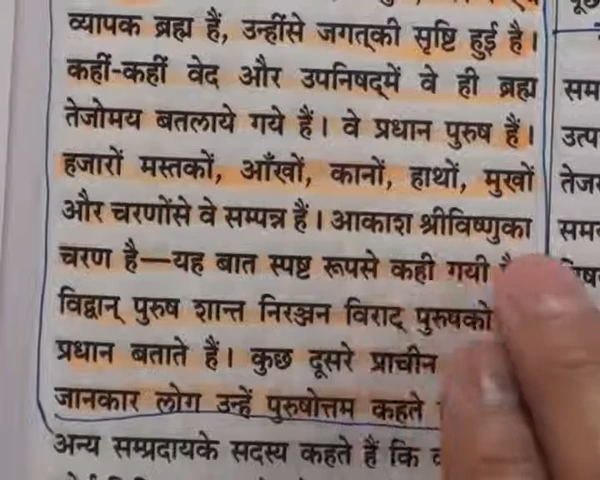 व्यापक ब्रह्म हैं, उन्हींसे जगत्‌की सृष्टि हुई है।
कहीं-कहीं वेद और उपनिषद्‌में वे ही ब्रह्म
तेजोमय बतलाये गये हैं। वे प्रधान पुरुष हैं।
हजारों मस्तकों, आँखों, कानों, हाथों, मुखों
और चरणोंसे वे सम्पन्न हैं। आकाश श्रीविष्णुका
चरण है—यह बात स्पष्ट रूपसे कही गयी
विद्वान् पुरुष शान्त निरञ्जन विराट् पुरुषको
प्रधान बताते हैं। कुछ दूसरे प्राचीन
जानकार लोग उन्हें पुरुषोत्तम कहते
अन्य सम्प्रदायके सदस्य कहते हैं कि